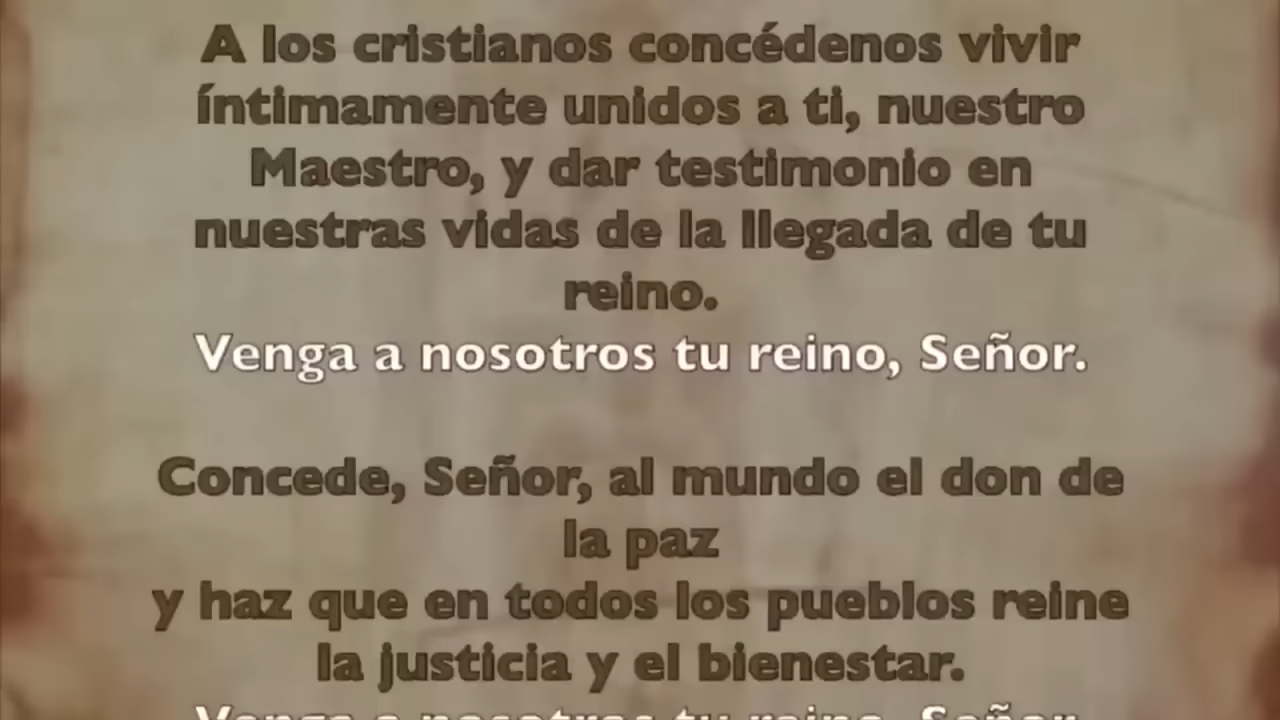 A los cristianos concédenos vivir
íntimamente unidos a ti, nuestro
Maestro, y dar testimonio en
nuestras vidas de la llegada de tu
reino.
Venga a nosotros tu reino, Señor.
Concede, Señor, al mundo el don de
la paz
y haz que en todos los pueblos reine
la justicia y el bienestar.
Venga a nosotros tu reino, Señor.